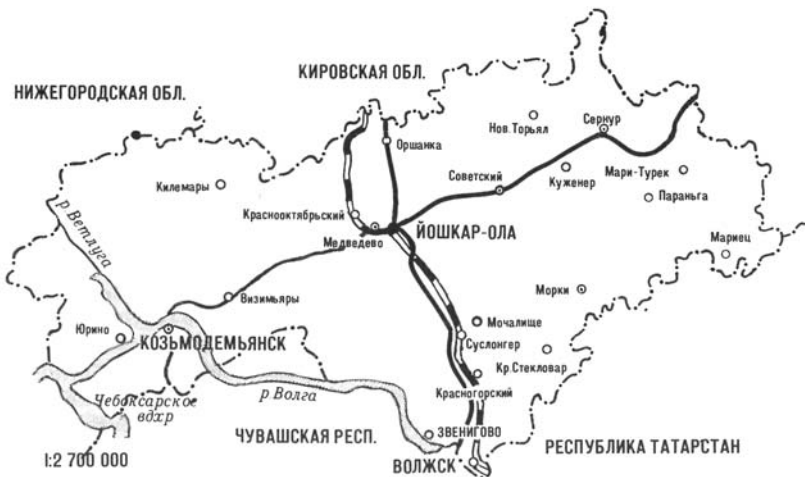 КИРОВСКАЯ ОБЛ.
НИЖЕГОРОДСКАЯ ОБЛ.
Нов. Торъял
Сернур
Оршанка
Советский
Куженер
Мари-Турек
Килемары
Параньга
Краснооктябрьский
Медведево
ЙОШКАР-ОЛА
р Ветлуга
Мариец
Морки
Визимьяры
Мочалище
Юрино
КОЗЬМОДЕМЬЯНСК
Суслонгер
Кр. Стекловар
Красногорский
Чебоксарское
вдхр
р Волга
ЧУВАШСКАЯ РЕСП.
ЗВЕНИГОВО
РЕСПУБЛИКА ТАТАРСТАН
1:2 700 000
ВОЛЖСК